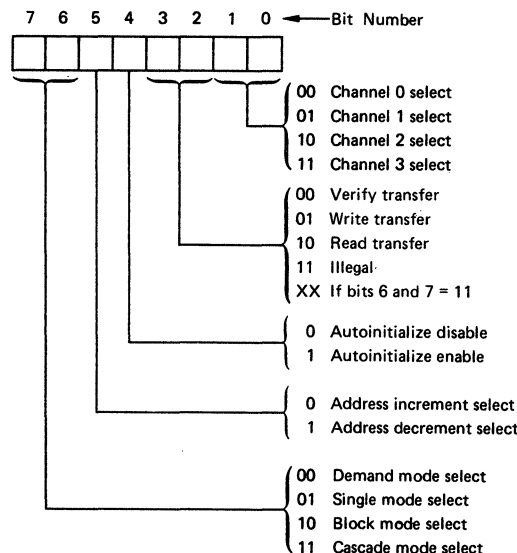 7 6 5 4 3 2 1 0 Bit Number
00 Channel 0 select
01 Channel 1 select
10 Channel 2 select
11 Channel 3 select
00 Verify transfer
01 Write transfer
10 Read transfer
11 Illegal
XX If bits 6 and 7 = 11
0 Autoinitialize disable
1 Autoinitialize enable
0 Address increment select
1 Address decrement select
00 Demand mode select
01 Single mode select
10 Block mode select
11 Cascade mode select